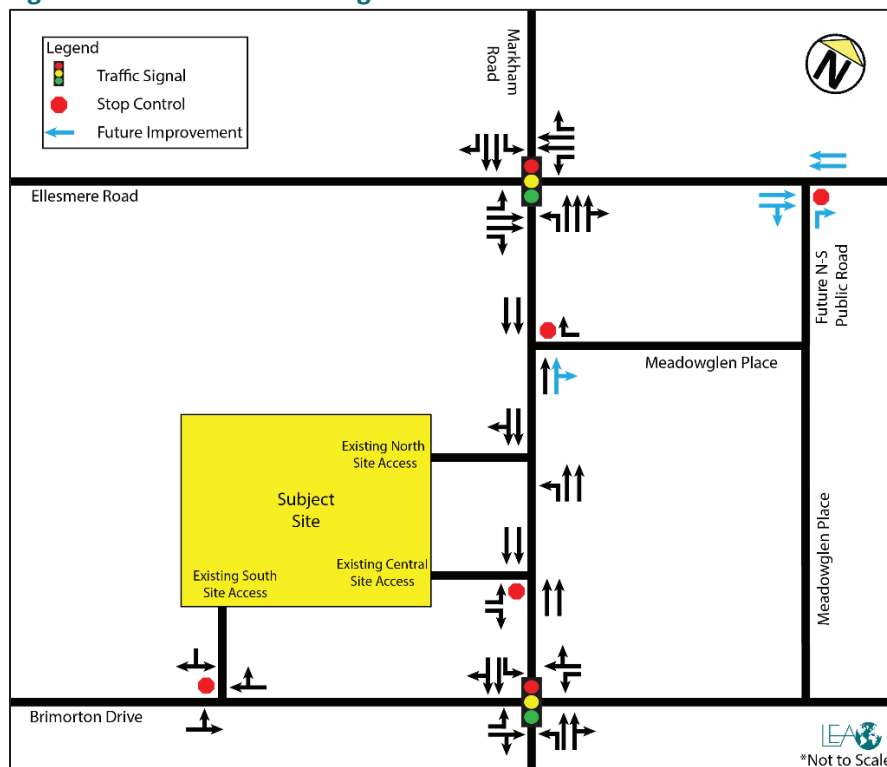 Legend
Traffic Signal
Stop Control
Future Improvement
Markham
Road
N
Ellesmere Road
Future N-S
Public Road
Meadowglen Place
Existing North
Site Access
Subject
Site
Existing Central
Site Access
Existing South
Site Access
Meadowglen Place
Brimorton Drive
LEA
*Not to Scale